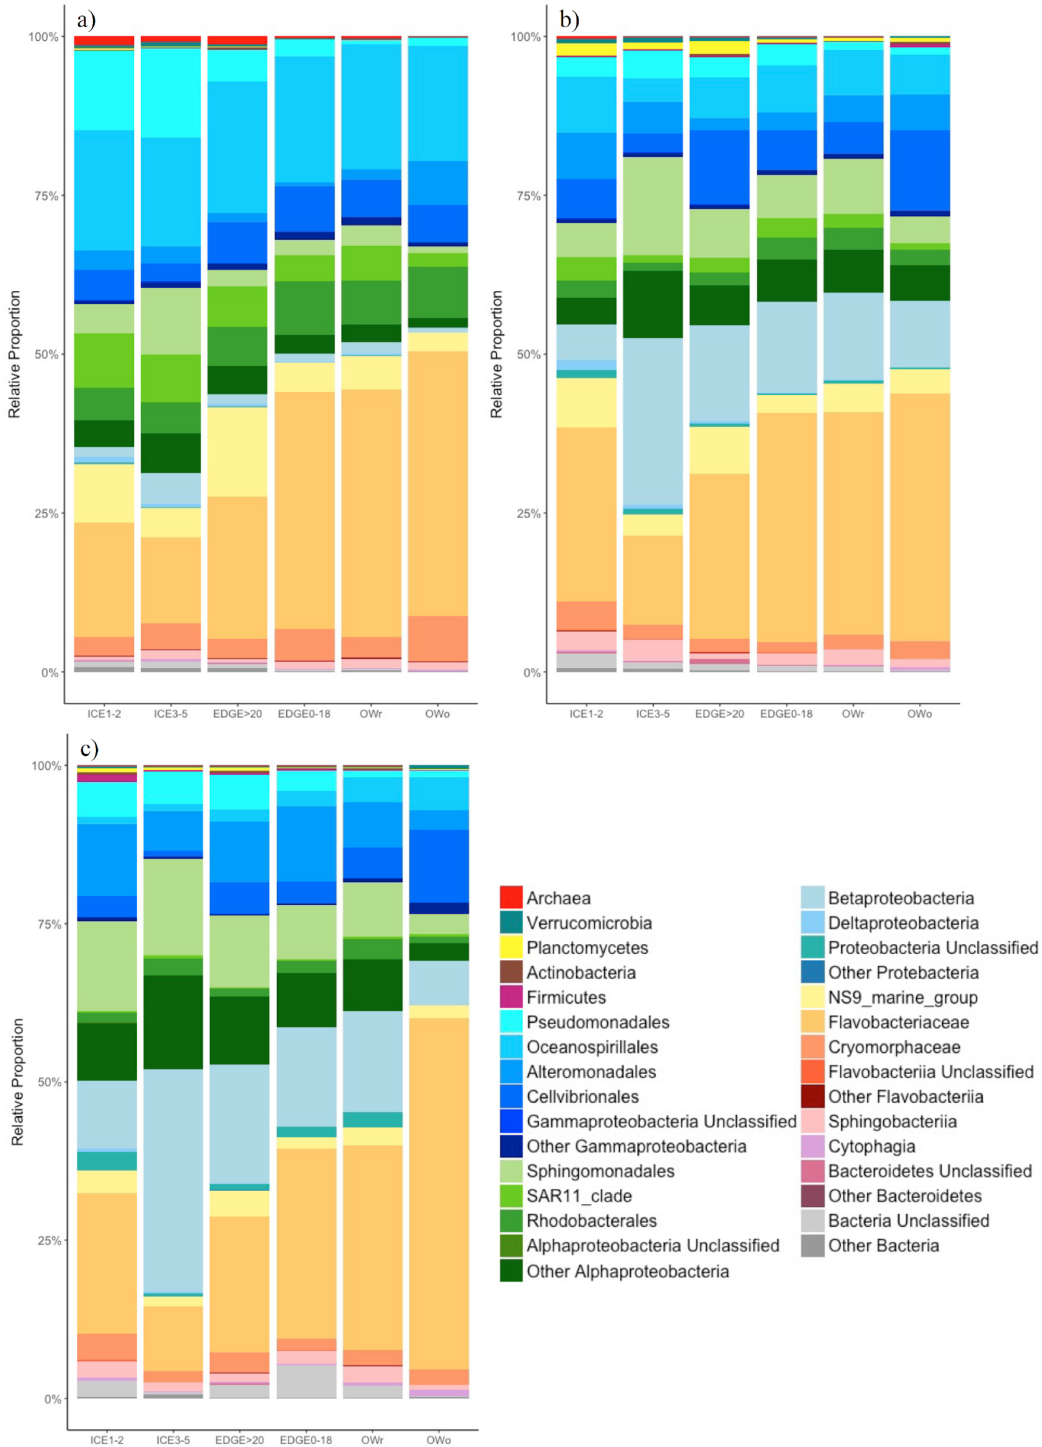 a)
100%
75%
50%
25%
0%
Relative Proportion
ICE1-2 ICE3-5 EDGE>20 EDGE0-18 OWr OWo
b)
100%
75%
50%
25%
0%
Relative Proportion
ICE1-2 ICE3-5 EDGE>20 EDGE0-18 OWr OWo
c)
100%
75%
50%
25%
0%
Relative Proportion
ICE1-2 ICE3-5 EDGE>20 EDGE0-18 OWr OWo
Archaea
Verrucomicrobia
Planctomycetes
Actinobacteria
Firmicutes
Pseudomonadales
Oceanospirillales
Alteromonadales
Cellvibrionales
Gammaproteobacteria Unclassified
Other Gammaproteobacteria
Sphingomonadales
SAR11_clade
Rhodobacterales
Alphaproteobacteria Unclassified
Other Alphaproteobacteria
Betaproteobacteria
Deltaproteobacteria
Proteobacteria Unclassified
Other Protebacteria
NS9_marine_group
Flavobacteriaceae
Cryomorphaceae
Flavobacteriia Unclassified
Other Flavobacteriia
Sphingobacteriia
Cytophagia
Bacteroidetes Unclassified
Other Bacteroidetes
Bacteria Unclassified
Other Bacteria